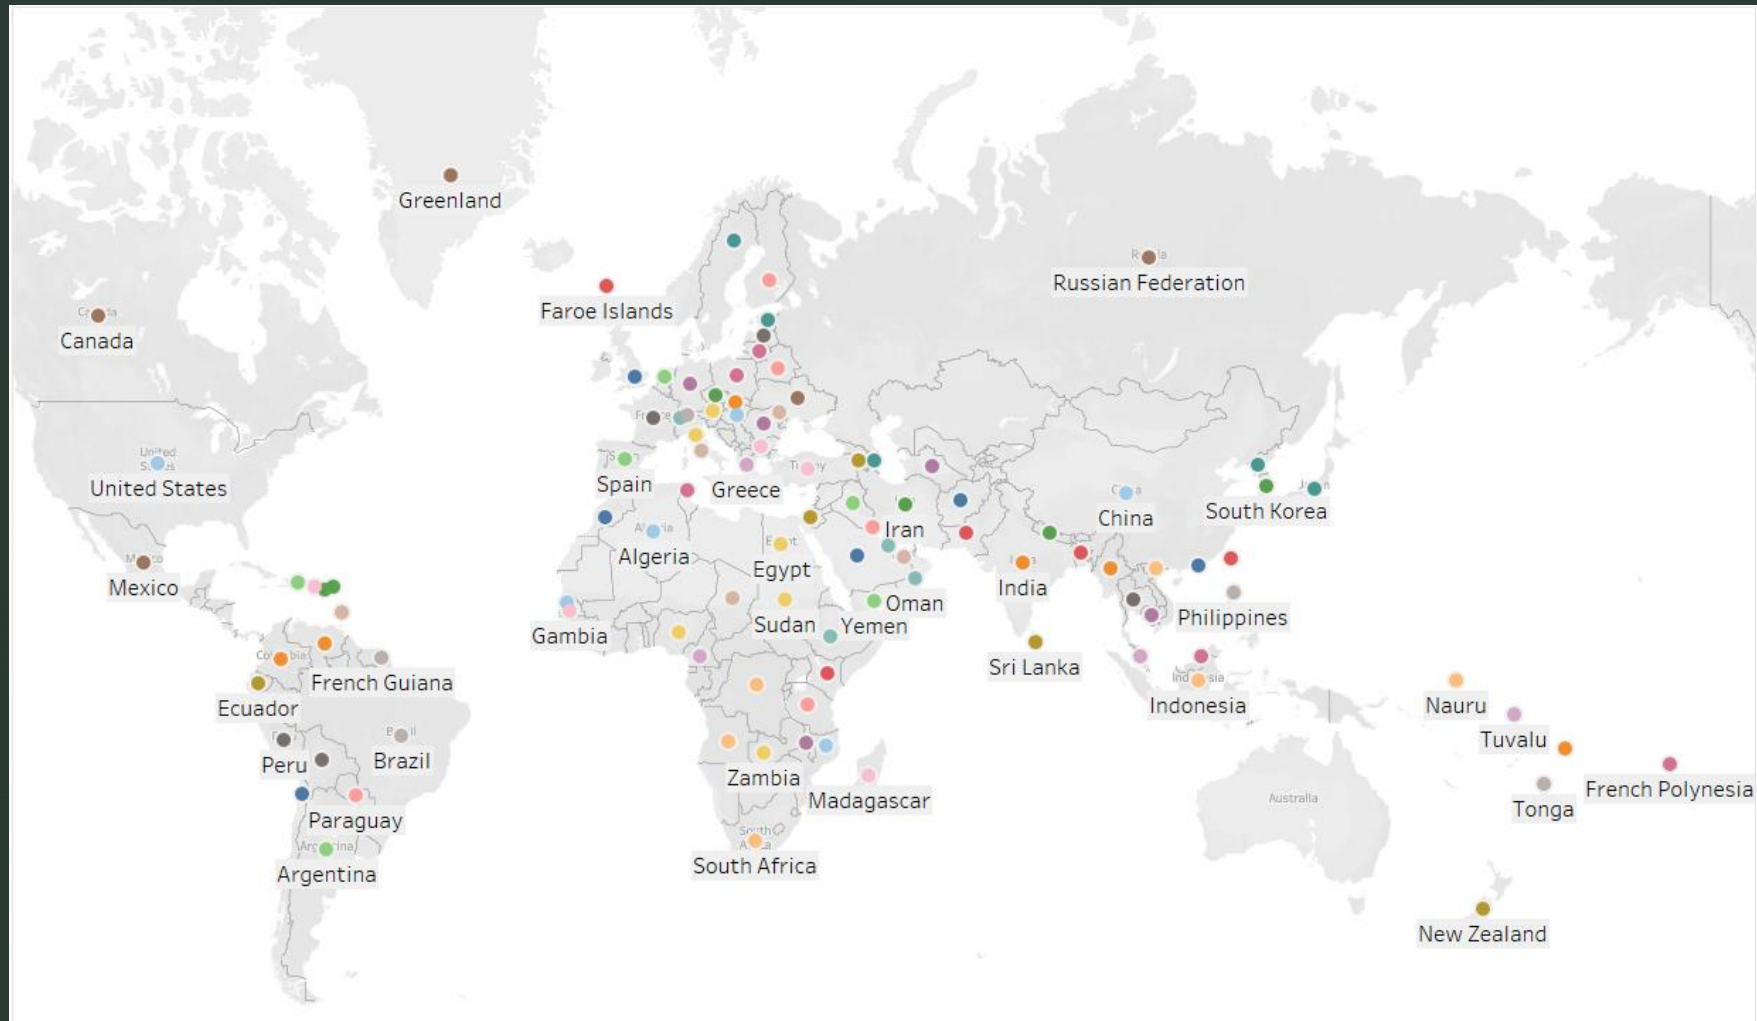 Greenland
Russian Federation
Faroe Islands
Canada
United States
Spain
Greece
China
South Korea
Iran
Algeria
Egypt
Mexico
India
Oman
Philippines
Sudan
Yemen
Gambia
Sri Lanka
French Guiana
Ecuador
Indonesia
Nauru
Tuvalu
Peru
Brazil
Zambia
Madagascar
French Polynesia
Tonga
Australia
Paraguay
South Africa
Argentina
New Zealand